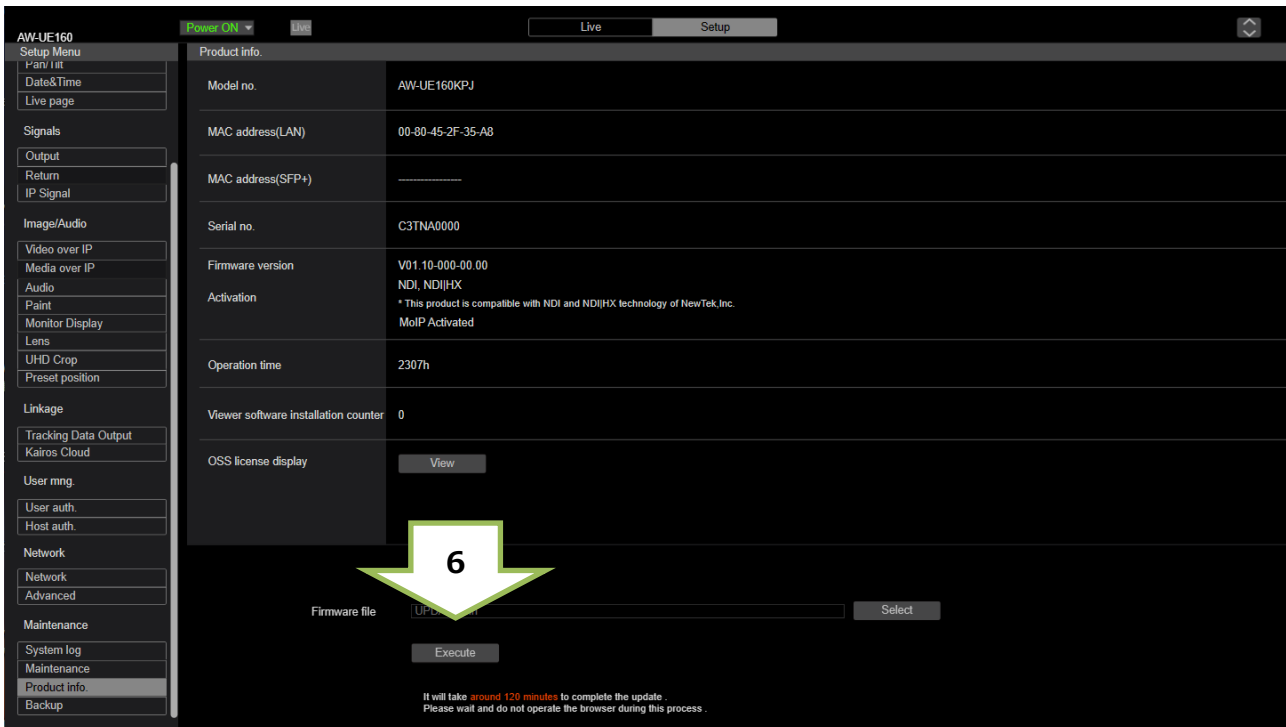 AW-UE160
Power ON
Live
Live
Setup
Setup Menu
Pan/Tilt
Date&Time
Live page
Signals
Output
Return
IP Signal
Image/Audio
Video over IP
Media over IP
Audio
Paint
Monitor Display
Lens
UHD Crop
Preset position
Linkage
Tracking Data Output
Kairos Cloud
User mng.
User auth.
Host auth.
Network
Network
Advanced
Maintenance
System log
Maintenance
Product info.
Backup
Product info.
Model no. AW-UE160KPJ
MAC address(LAN) 00-80-45-2F-35-A8
MAC address(SFP+) ------------------
Serial no. C3TNA0000
Firmware version V01.10-000-00.00
NDI, NDI|HX
Activation
* This product is compatible with NDI and NDI|HX technology of NewTek,Inc.
MoIP Activated
Operation time 2307h
Viewer software installation counter 0
OSS license display View
6
Firmware file Select
Execute
It will take around 120 minutes to complete the update .
Please wait and do not operate the browser during this process .